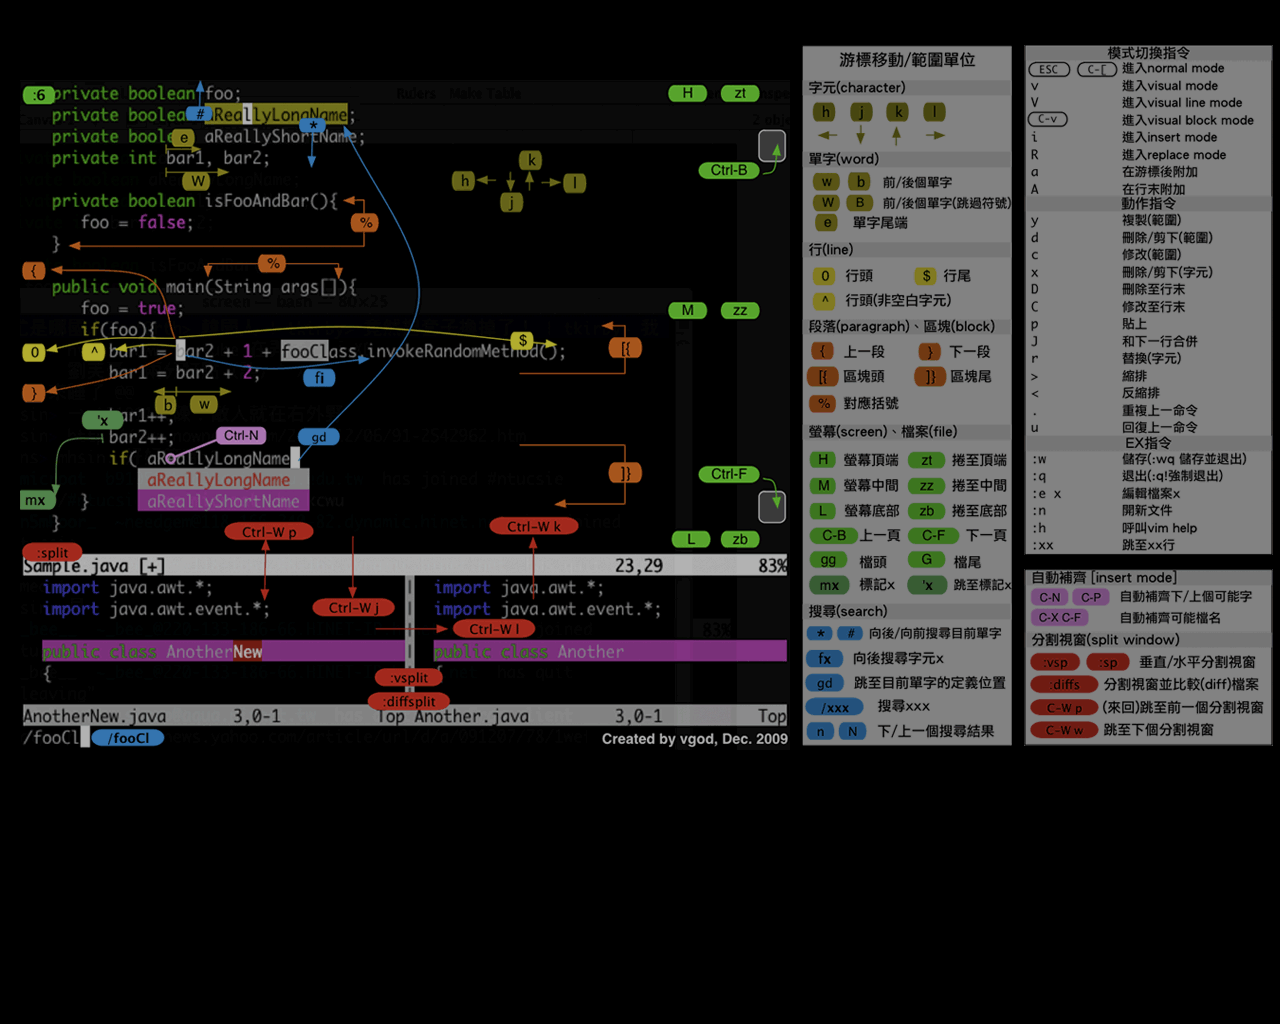 :6 private boolean foo;
private boolean # aReallyLongName;
*
private boolean aReallyShortName;
e
private int bar1, bar2;
w
private boolean isFooAndBar(){
foo = false;
%
}
{
%
public void main(String args[]){
foo = true;
if(foo){
0 ^ bar1 = bar2 + 1 + fooClass.invokeRandomMethod();
$
bar1 = bar2 + 2;
fi
}
b w
'x bar1++;
bar2++;
Ctrl-N
gd
if( aReallyLongName
aReallyLongName
aReallyShortName
mx }
}
k
h l
j
H zt
Ctrl-B
M zz
[{
]}
Ctrl-F
L zb
Ctrl-W p
Ctrl-W k
:split
Sample.java [+] 23,29 83%
import java.awt.*;
import java.awt.event.*;
public class AnotherNew
{
Ctrl-W j
Ctrl-W l
import java.awt.*;
import java.awt.event.*;
public class Another
{
:vsplit
:diffsplit
AnotherNew.java 3,0-1 Top Another.java 3,0-1 Top
/fooCl /fooCl
Created by vgod, Dec. 2009
游標移動/範圍單位
字元(character)
h j k l
單字(word)
w b 前/後個單字
W B 前/後個單字(跳過符號)
e 單字尾端
行(line)
0 行頭 $ 行尾
^ 行頭(非空白字元)
段落(paragraph)、區塊(block)
{ 上一段 } 下一段
[{ 區塊頭 ]} 區塊尾
% 對應括號
螢幕(screen)、檔案(file)
H 螢幕頂端 zt 捲至頂端
M 螢幕中間 zz 捲至中間
L 螢幕底部 zb 捲至底部
C-B 上一頁 C-F 下一頁
gg 檔頭 G 檔尾
mx 標記x 'x 跳至標記x
搜尋(search)
* # 向後/向前搜尋目前單字
fx 向後搜尋字元x
gd 跳至目前單字的定義位置
/xxx 搜尋xxx
n N 下/上一個搜尋結果
模式切換指令
ESC C-[ 進入normal mode
v 進入visual mode
V 進入visual line mode
C-v 進入visual block mode
i 進入insert mode
R 進入replace mode
a 在游標後附加
A 在行末附加
動作指令
y 複製(範圍)
d 刪除/剪下(範圍)
c 修改(範圍)
x 刪除/剪下(字元)
D 刪除至行末
C 修改至行末
p 貼上
J 和下一行合併
r 替換(字元)
> 縮排
< 反縮排
. 重複上一命令
u 回復上一命令
EX指令
:w 儲存(:wq 儲存並退出)
:q 退出(:q!強制退出)
:e x 編輯檔案x
:n 開新文件
:h 呼叫vim help
:xx 跳至xx行
自動補齊 [insert mode]
C-N C-P 自動補齊下/上個可能字
C-X C-F 自動補齊可能檔名
分割視窗(split window)
:vsp :sp 垂直/水平分割視窗
:diffs 分割視窗並比較(diff)檔案
C-W p (來回)跳至前一個分割視窗
C-W w 跳至下個分割視窗